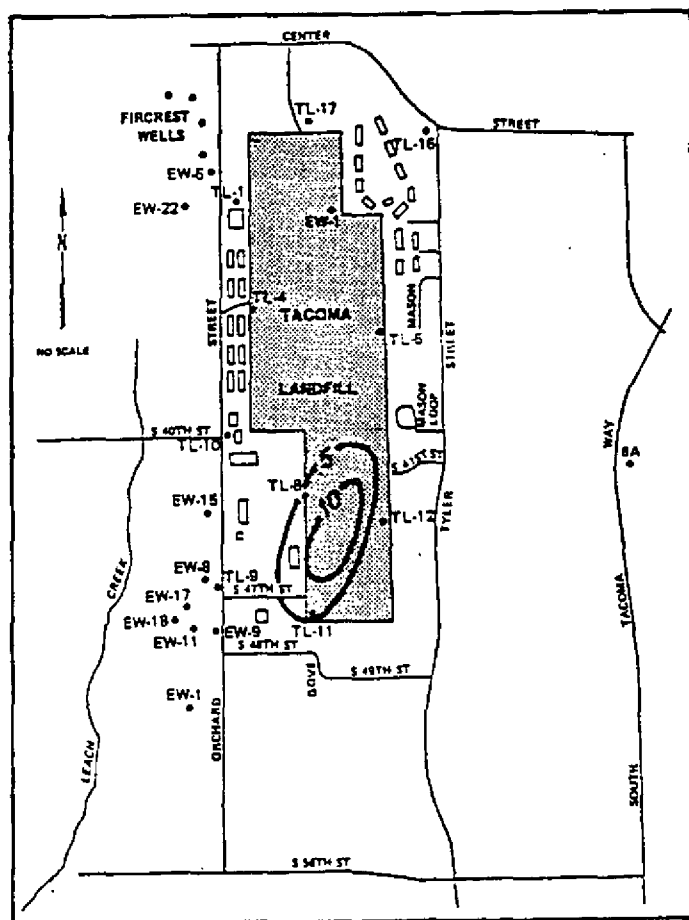 CENTER
STREET
FIRCREST
WELLS
TL-17
TL-16
EW-5
TL-1
EW-22
EW-1
N
NO SCALE
STREET
TL-4
TACOMA
LANDFILL
TL-5
MASON
STREET
MASON
LOOP
S 40TH ST
TL-10
S 41ST ST
WAY
8A
5
10
TL-8
EW-15
TL-12
TYLER
CREEK
EW-8
TL-9
S 47TH ST
EW-17
EW-18
EW-11
EW-9
TL-11
S 48TH ST
TACOMA
S 49TH ST
DOVE
EW-1
ORCHARD
LEACH
SOUTH
S 56TH ST